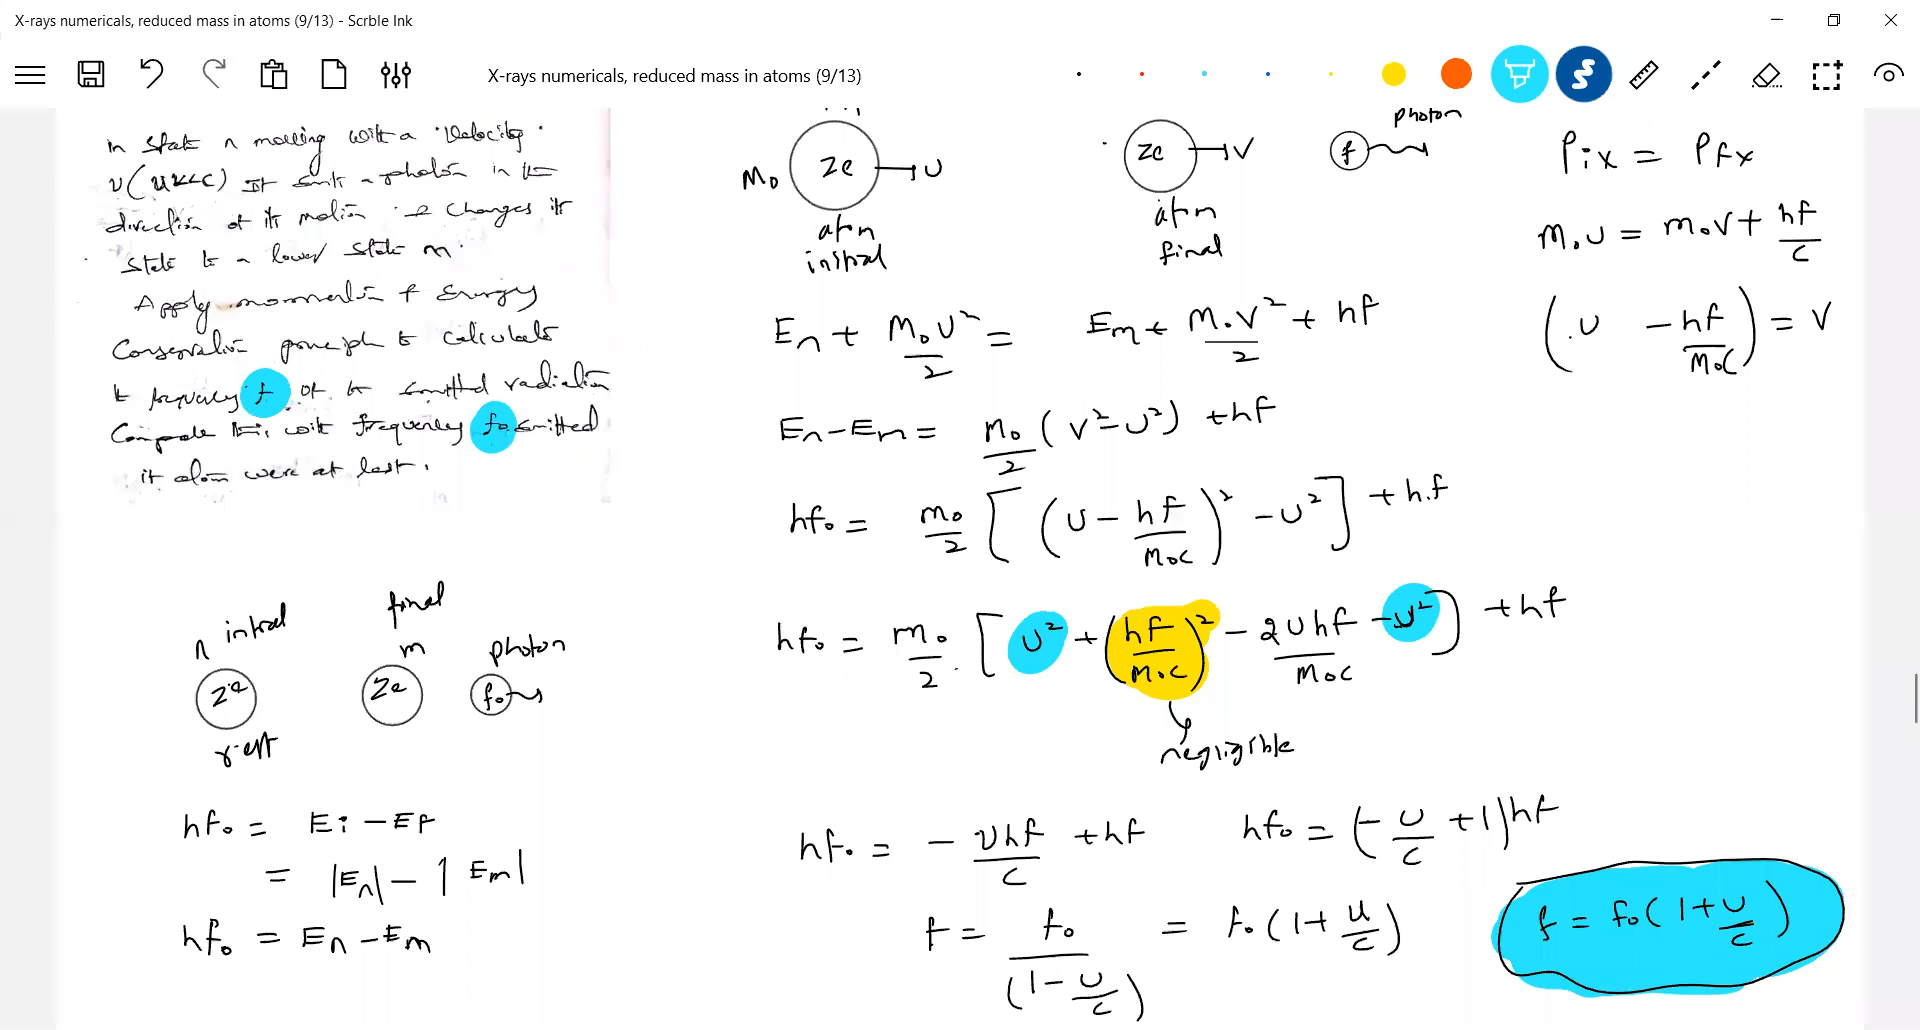 X-rays numericals, reduced mass in atoms (9/13) - Scrble Ink
X-rays numericals, reduced mass in atoms (9/13)
in state n moving with a velocity
u (u<<<c) It emits a photon in the
direction of its motion & changes its
state to a lower state m.
Apply momentum & Energy
Conservation principle to calculate
the frequency f of the emitted radiation
Compare this with frequency f₀ emitted
if atom were at rest.
n intial
final
m
photon
Ze
Ze
f₀
rest
hf₀ = Ei - Ef
= |En| - |Em|
hf₀ = En - Em
M₀
Ze
U
atom
initial
Ze
V
atom
final
photon
f
En + M₀U²/2 = Em + M₀V²/2 + hf
En - Em = M₀/2 (V² - U²) + hf
hf₀ = m₀/2 [ (U - hf/M₀C)² - U² ] + h.f
hf₀ = m₀/2 . [ U² + (hf/M₀C)² - 2Uhf/M₀C - U² ] + hf
negligible
hf₀ = - Uhf/C + hf
hf₀ = (- U/C + 1) hf
f = f₀/(1 - U/C) = f₀ (1 + U/C)
f = f₀ (1 + U/C)
Pix = Pfx
M₀U = M₀V + hf/C
(U - hf/M₀C) = V